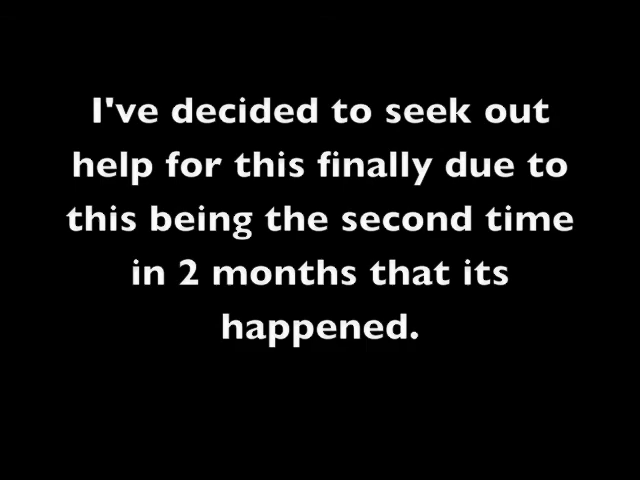 I've decided to seek out
help for this finally due to
this being the second time
in 2 months that its
happened.